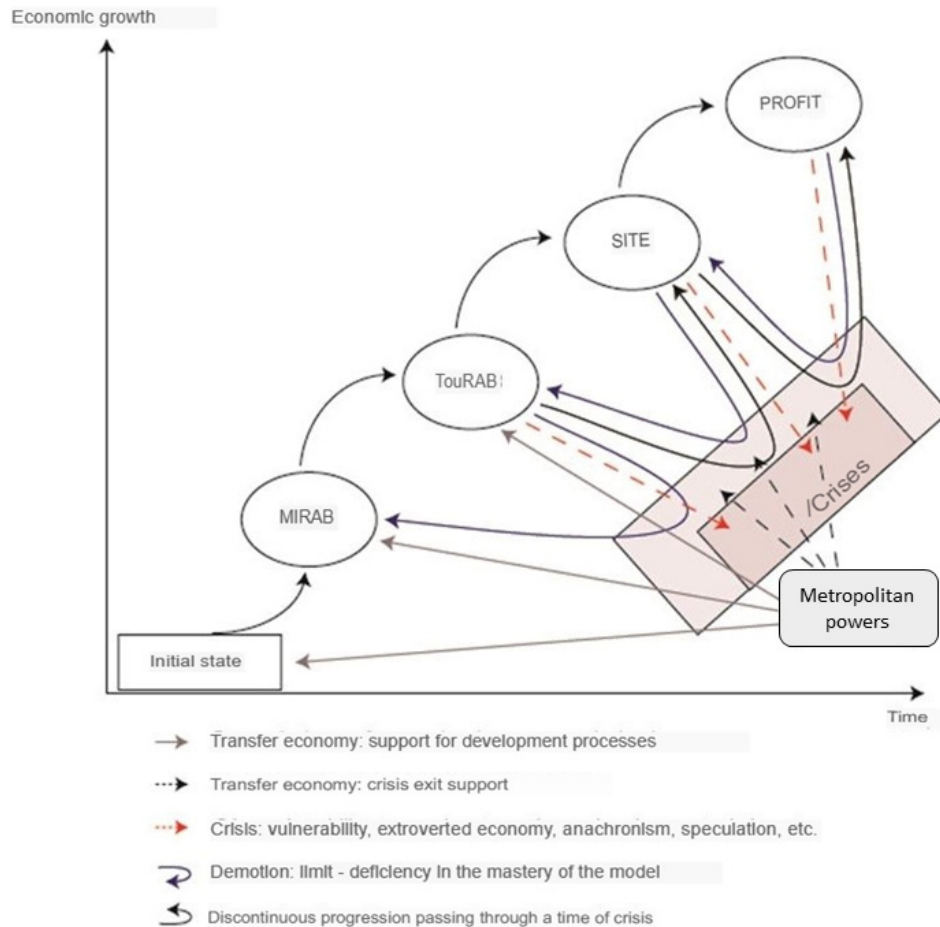 Economic growth
PROFIT
SITE
TouRAB
MIRAB
/Crises
Metropolitan
powers
Initial state
Time
Transfer economy: support for development processes
Transfer economy: crisis exit support
Crisis: vulnerability, extroverted economy, anachronism, speculation, etc.
Demotion: limit - deficiency in the mastery of the model
Discontinuous progression passing through a time of crisis